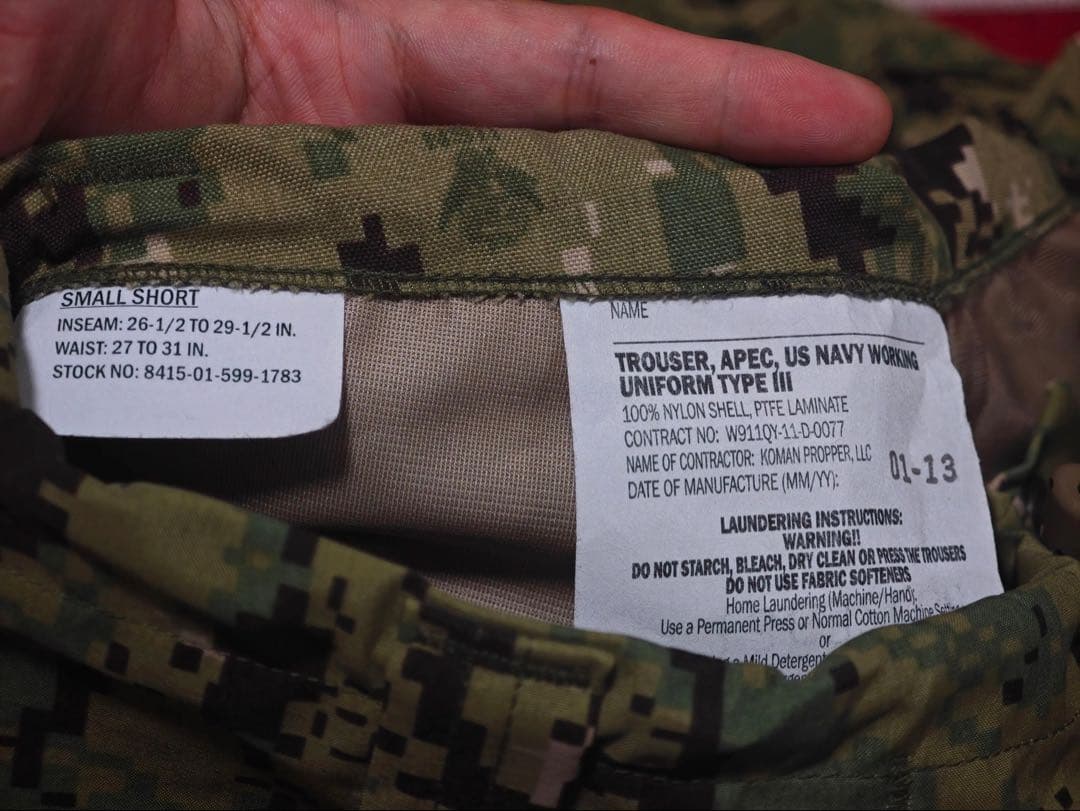 SMALL SHORT
INSEAM: 26-1/2 TO 29-1/2 IN.
WAIST: 27 TO 31 IN.
STOCK NO: 8415-01-599-1783
NAME
TROUSER, APEC, US NAVY WORKING
UNIFORM TYPE III
100% NYLON SHELL, PTFE LAMINATE
CONTRACT NO: W911QY-11-D-0077
NAME OF CONTRACTOR: KOMAN PROPPER, LLC
DATE OF MANUFACTURE (MM/YY): 01-13
LAUNDERING INSTRUCTIONS:
WARNING!!
DO NOT STARCH, BLEACH, DRY CLEAN OR PRESS THE TROUSERS
DO NOT USE FABRIC SOFTENERS
Home Laundering (Machine/Hand):
Use a Permanent Press or Normal Cotton Machine Setting
or
a Mild Detergent